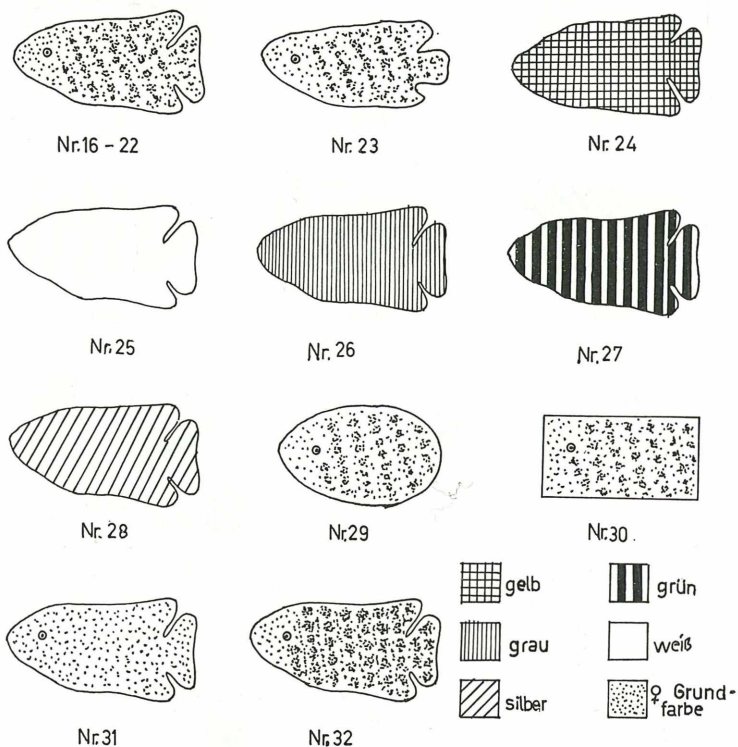 Nr.16 - 22
Nr.23
Nr.24
Nr.25
Nr.26
Nr.27
Nr.28
Nr.29
Nr.30.
gelb
grün
grau
weiß
silber
♀ Grund-
farbe
Nr.31
Nr,32